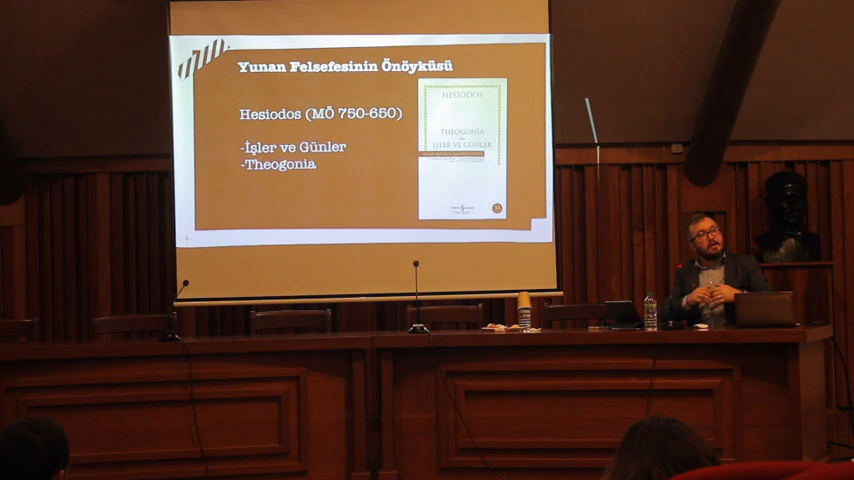 Yunan Felsefesinin Önöyküsü
Hesiodos (MÖ 750-650)
-İşler ve Günler
-Theogonia
HESIODOS
THEOGONIA
İŞLER VE GÜNLER